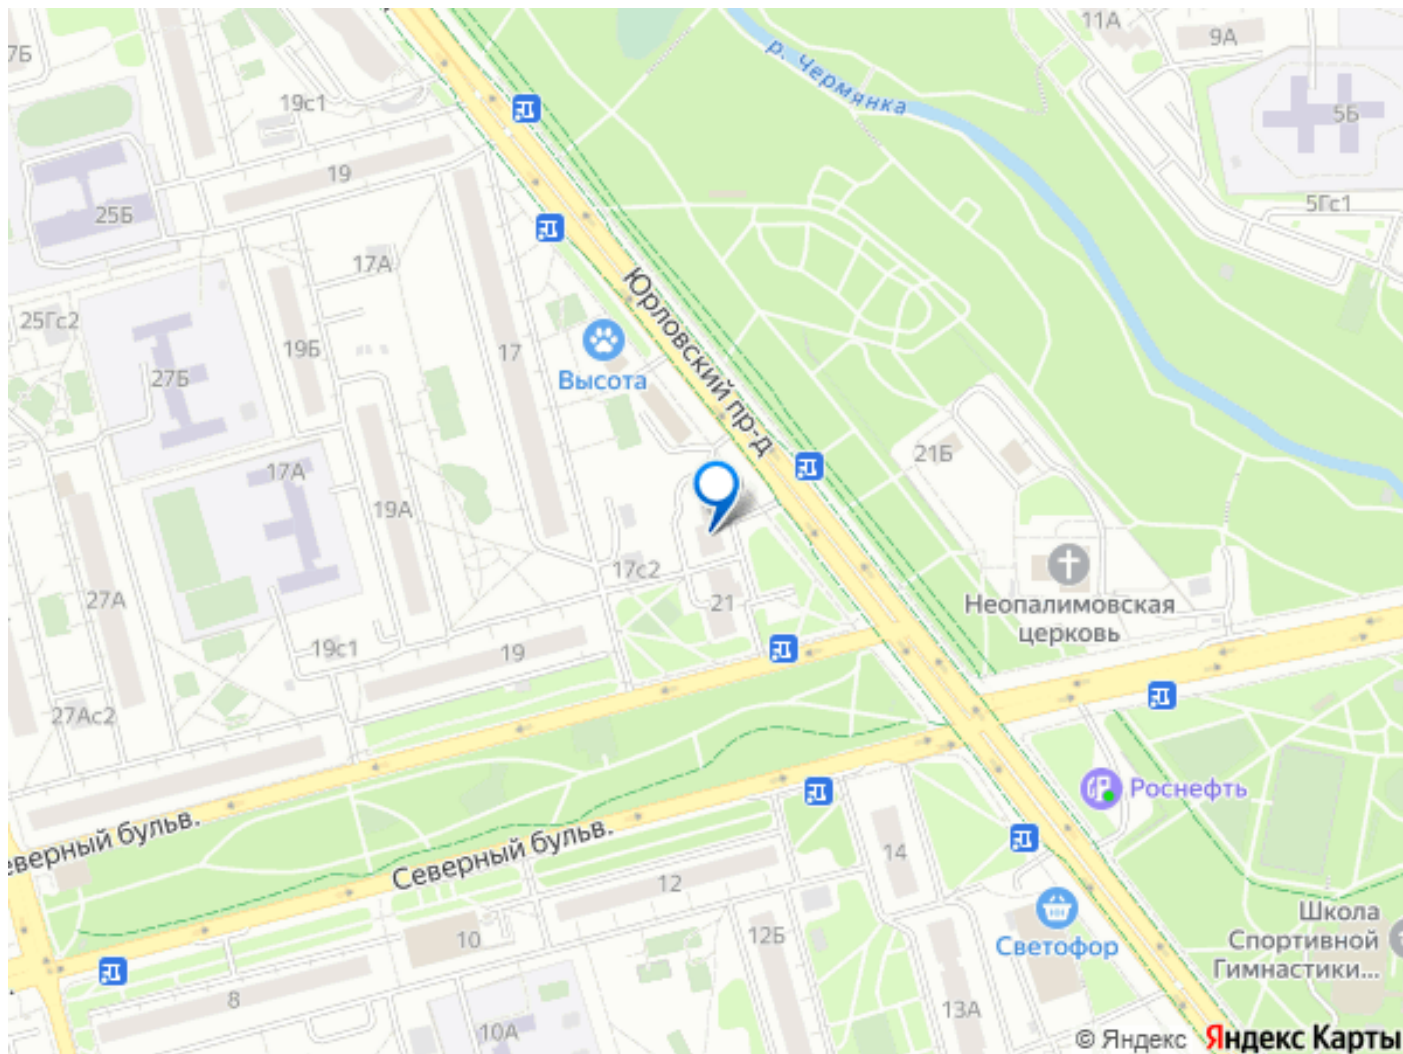 11А
9А
7Б
р. Чермянка
19с1
5Б
19
25Б
5Гс1
17А
25Гс2
Юрловский пр-д
19Б
17
27Б
Высота
21Б
17А
19А
17с2
27А
21
Неопалимовская
церковь
19с1
19
27Ас2
Роснефть
еверный бульв.
Северный бульв.
14
12
Школа
Спортивной
Гимнастики...
12Б
10
Светофор
8
13А
10А
© Яндекс Яндекс Карты